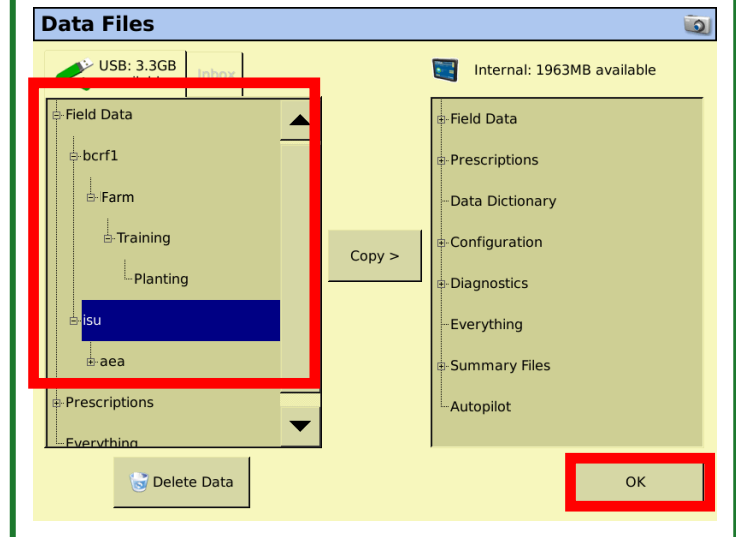 Data Files
USB: 3.3GB
Inbox
Internal: 1963MB available
Field Data
bcrf1
Farm
Training
Planting
isu
aea
Prescriptions
Everything
Copy >
Field Data
Prescriptions
Data Dictionary
Configuration
Diagnostics
Everything
Summary Files
Autopilot
Delete Data
OK